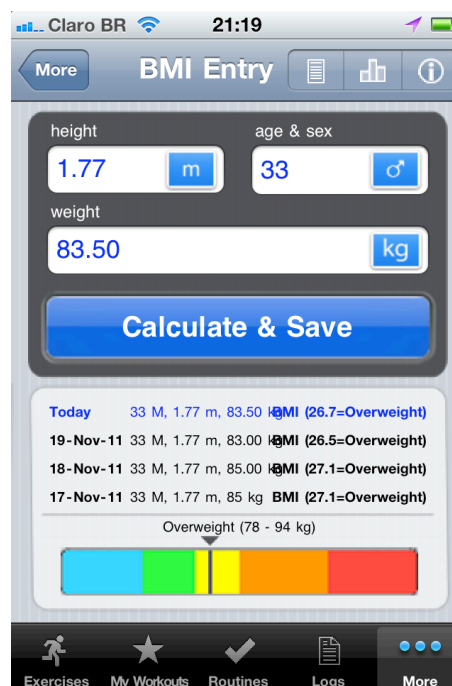 Claro BR 21:19
More BMI Entry
height age & sex
1.77 m 33 ♂
weight
83.50 kg
Calculate & Save
Today 33 M, 1.77 m, 83.50 kg BMI (26.7=Overweight)
19-Nov-11 33 M, 1.77 m, 83.00 kg BMI (26.5=Overweight)
18-Nov-11 33 M, 1.77 m, 85.00 kg BMI (27.1=Overweight)
17-Nov-11 33 M, 1.77 m, 85 kg BMI (27.1=Overweight)
Overweight (78 - 94 kg)
Exercises My Workouts Routines Logs More